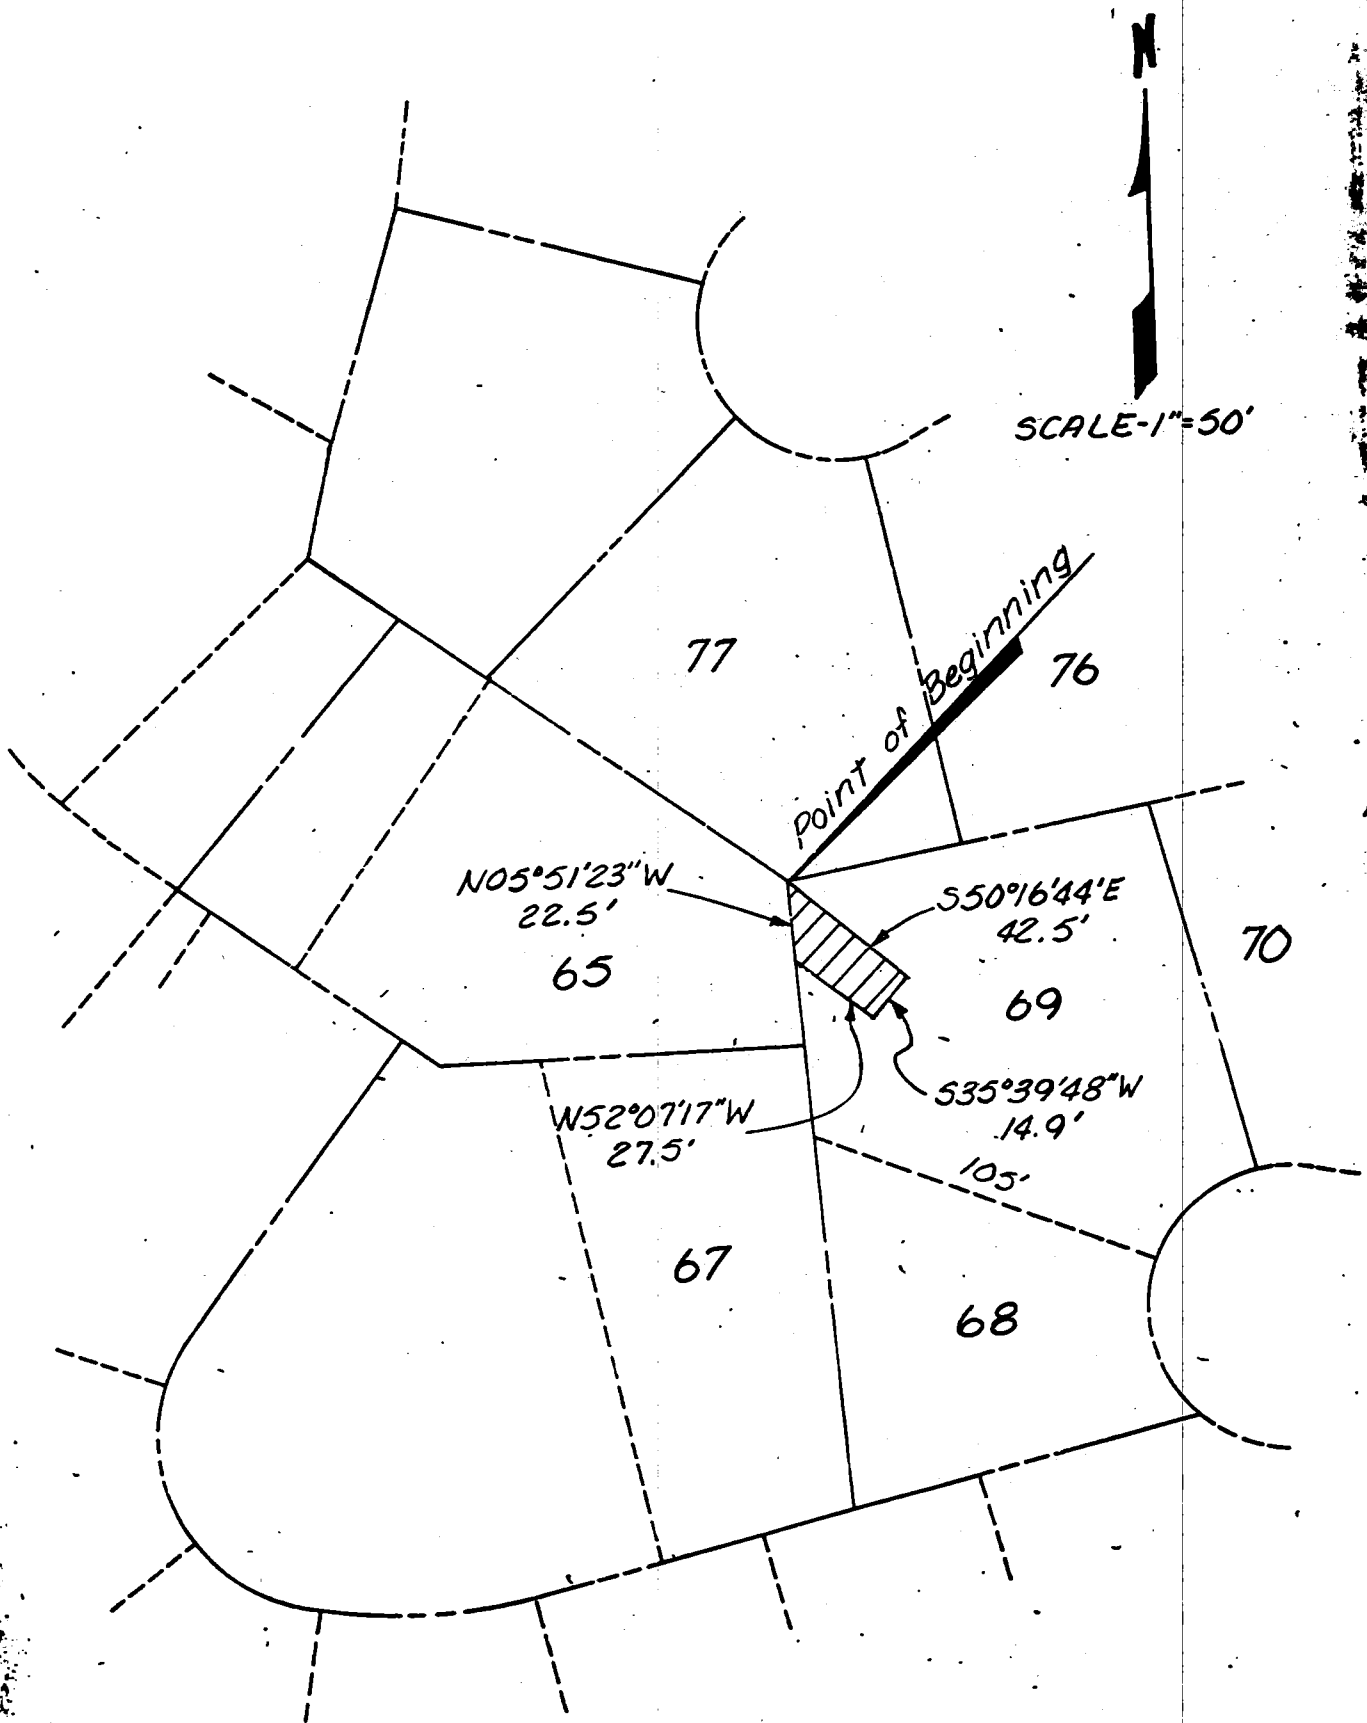 N
SCALE-1"=50'
77
Point of Beginning
76
N05°51'23"W
22.5'
S50°16'44'E
42.5'
65
70
69
S35°39'48"W
14.9'
N52°07'17"W
27.5'
105'
67
68